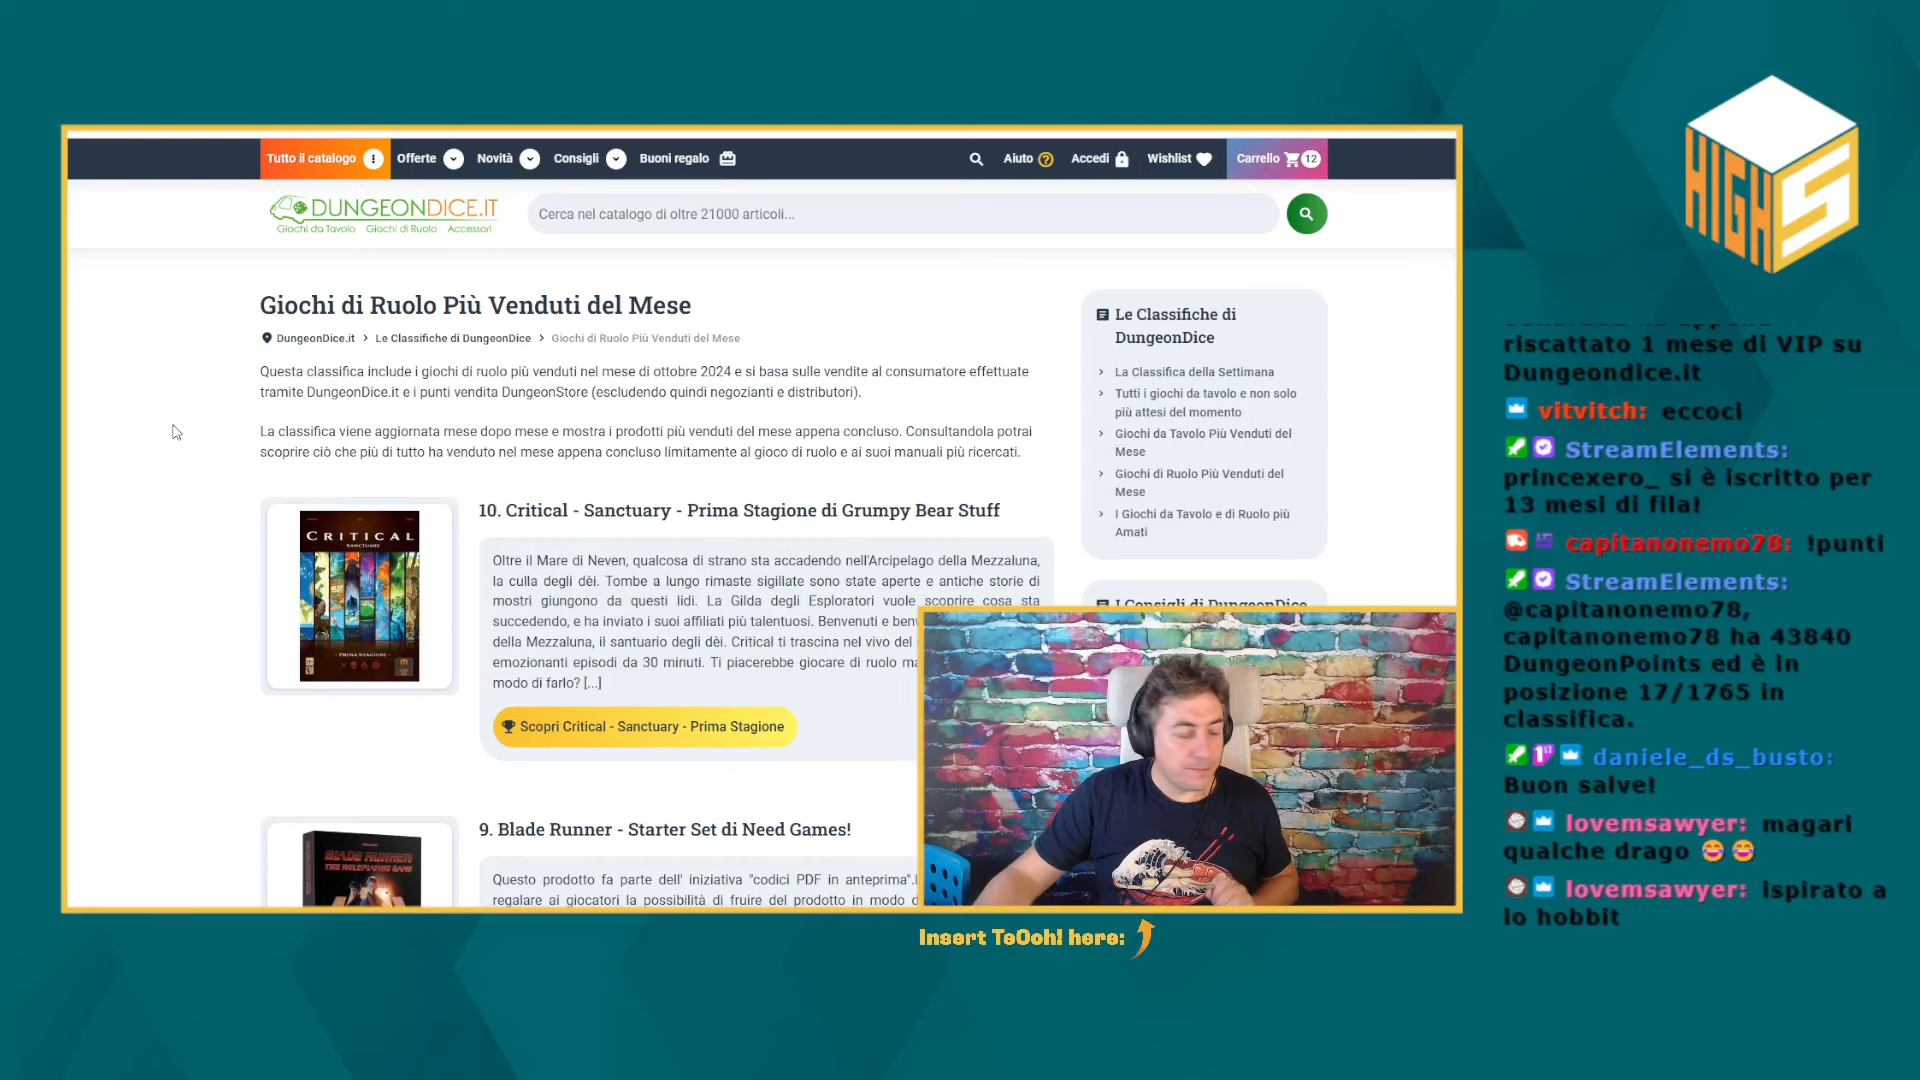 Tutto il catalogo
Offerte
Novità
Consigli
Buoni regalo
Aiuto
Accedi
Wishlist
Carrello 12
DUNGEONDICE.IT
Giochi da Tavolo Giochi di Ruolo Accessori
Cerca nel catalogo di oltre 21000 articoli...
Giochi di Ruolo Più Venduti del Mese
DungeonDice.it > Le Classifiche di DungeonDice > Giochi di Ruolo Più Venduti del Mese
Questa classifica include i giochi di ruolo più venduti nel mese di ottobre 2024 e si basa sulle vendite al consumatore effettuate
tramite DungeonDice.it e i punti vendita DungeonStore (escludendo quindi negozianti e distributori).
La classifica viene aggiornata mese dopo mese e mostra i prodotti più venduti del mese appena concluso. Consultandola potrai
scoprire ciò che più di tutto ha venduto nel mese appena concluso limitamente al gioco di ruolo e ai suoi manuali più ricercati.
CRITICAL
SANCTUARY
- PRIMA STAGIONE -
10. Critical - Sanctuary - Prima Stagione di Grumpy Bear Stuff
Oltre il Mare di Neven, qualcosa di strano sta accadendo nell'Arcipelago della Mezzaluna,
la culla degli dèi. Tombe a lungo rimaste sigillate sono state aperte e antiche storie di
mostri giungono da questi lidi. La Gilda degli Esploratori vuole scoprire cosa sta
succedendo, e ha inviato i suoi affiliati più talentuosi. Benvenuti e
della Mezzaluna, il santuario degli dèi. Critical ti trascina nel vivo del
emozionanti episodi da 30 minuti. Ti piacerebbe giocare di ruolo
modo di farlo? [...]
Scopri Critical - Sanctuary - Prima Stagione
BLADE RUNNER
THE ROLEPLAYING GAME
9. Blade Runner - Starter Set di Need Games!
Questo prodotto fa parte dell' iniziativa "codici PDF in anteprima".
regalare ai giocatori la possibilità di fruire del prodotto in modo
Le Classifiche di
DungeonDice
> La Classifica della Settimana
> Tutti i giochi da tavolo e non solo
più attesi del momento
> Giochi da Tavolo Più Venduti del
Mese
> Giochi di Ruolo Più Venduti del
Mese
> I Giochi da Tavolo e di Ruolo più
Amati
I Consigli di DungeonDice
Insert TeOoh! here:
HIGH5
riscattato 1 mese di VIP su
Dungeondice.it
vitvitch: eccoci
StreamElements:
princexero_ si è iscritto per
13 mesi di fila!
capitanonemo78: !punti
StreamElements:
@capitanonemo78,
capitanonemo78 ha 43840
DungeonPoints ed è in
posizione 17/1765 in
classifica.
daniele_ds_busto:
Buon salve!
lovemsawyer: magari
qualche drago 😂 😂
lovemsawyer: ispirato a
lo hobbit